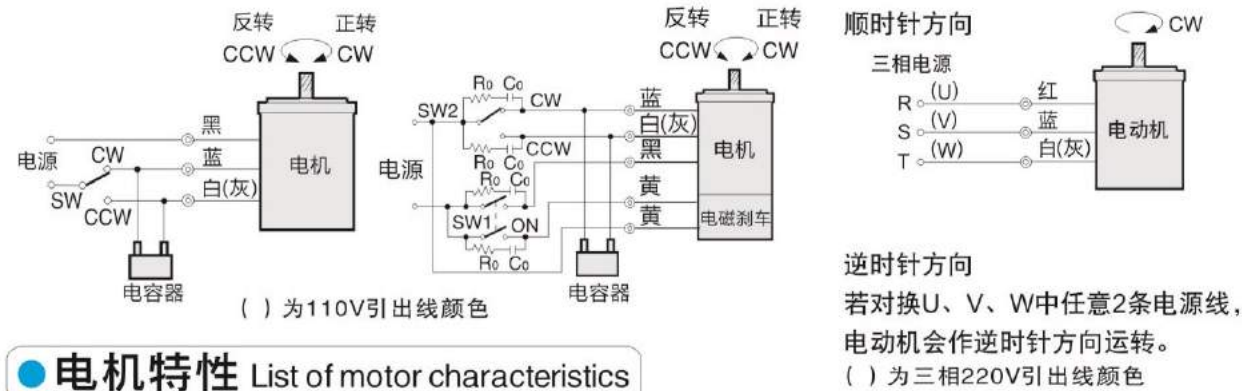 反转 正转
CCW CW
黑
电源 CW 蓝
SW 白(灰)
CCW
电机
电容器
反转 正转
CCW CW
R₀ C₀
SW2 CW 蓝
白(灰)
CCW 黑
R₀ C₀
电源 R₀ C₀
电机
黄
SW1 ON 黄
电磁刹车
R₀ C₀
电容器
( ) 为110V引出线颜色
顺时针方向 CW
三相电源
R (U) 红
S (V) 蓝 电动机
T (W) 白(灰)
逆时针方向
若对换U、V、W中任意2条电源线，
电动机会作逆时针方向运转。
( ) 为三相220V引出线颜色
电机特性 List of motor characteristics